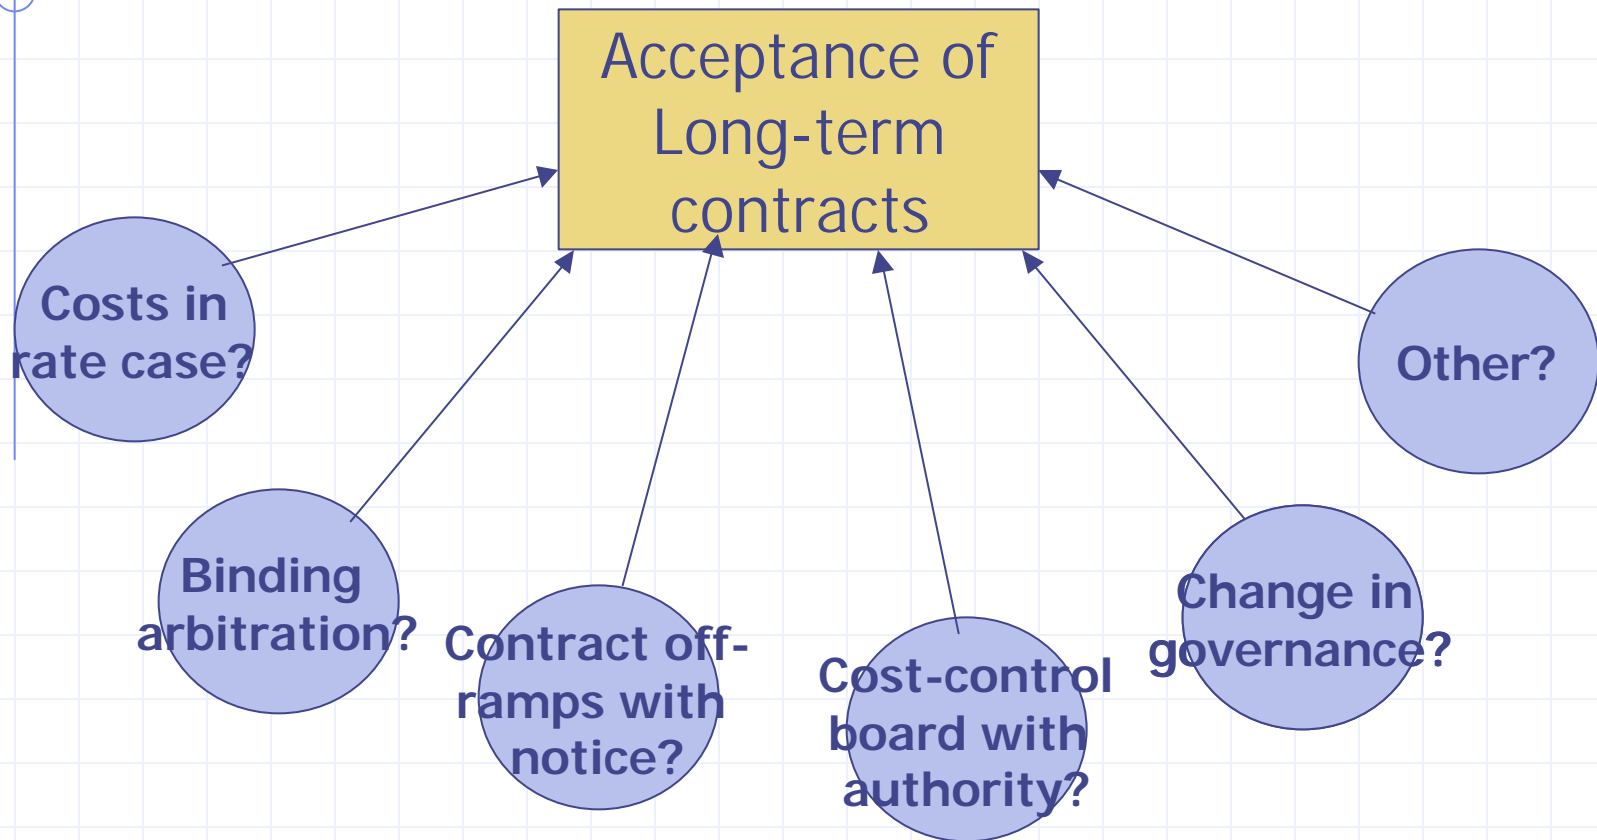 Acceptance of
Long-term
contracts
Costs in
rate case?
Other?
Binding
arbitration?
Contract off-
ramps with
notice?
Cost-control
board with
authority?
Change in
governance?